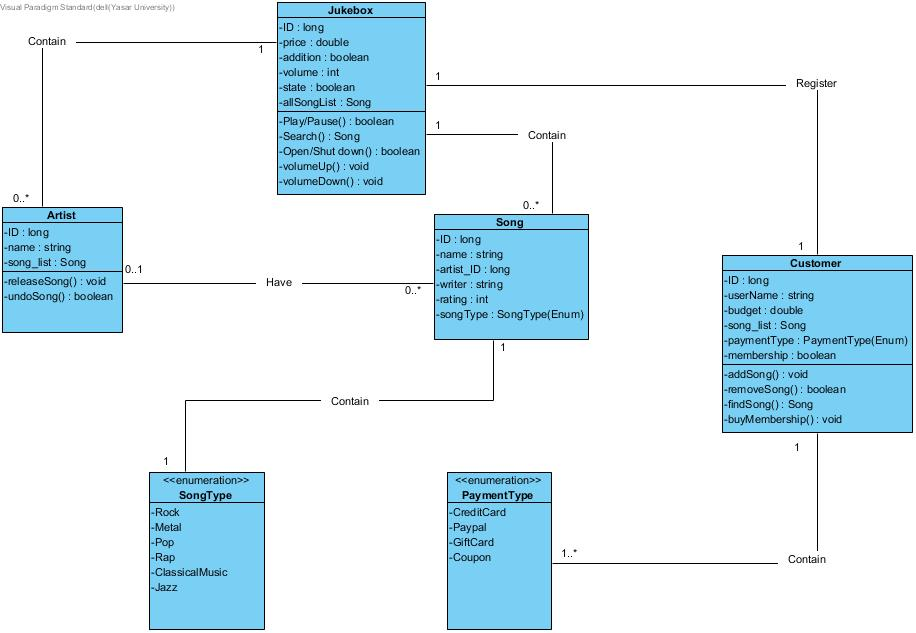 Visual Paradigm Standard(deli(Yasar University))
Jukebox
-ID : long
-price : double
-addition : boolean
-volume : int
-state : boolean
-allSongList : Song
-Play/Pause() : boolean
-Search() : Song
-Open/Shut down() : boolean
-volumeUp() : void
-volumeDown() : void
Contain
1
0..*
1
Register
1
1
Contain
0..*
Artist
-ID : long
-name : string
-song_list : Song
-releaseSong() : void
-undoSong() : boolean
0..1
Have
0..*
Song
-ID : long
-name : string
-artist_ID : long
-writer : string
-rating : int
-songType : SongType(Enum)
Customer
-ID : long
-userName : string
-budget : double
-song_list : Song
-paymentType : PaymentType(Enum)
-membership : boolean
-addSong() : void
-removeSong() : boolean
-findSong() : Song
-buyMembership() : void
1
Contain
1
1
Contain
1..*
<<enumeration>>
SongType
-Rock
-Metal
-Pop
-Rap
-ClassicalMusic
-Jazz
<<enumeration>>
PaymentType
-CreditCard
-Paypal
-GiftCard
-Coupon